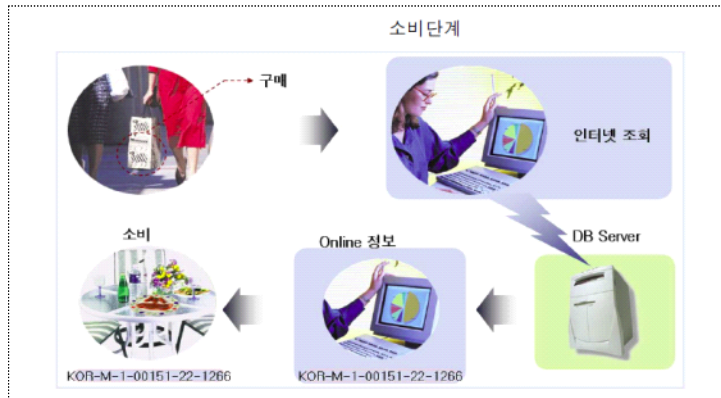 소비단계
구매
인터넷 조회
소비
Online 정보
DB Server
KOR-M-1-00151-22-1266
KOR-M-1-00151-22-1266